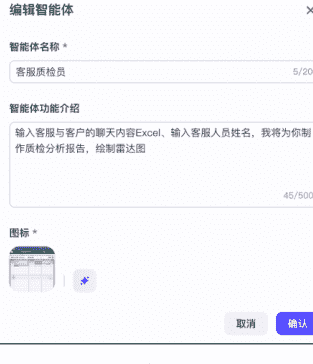 编辑智能体
智能体名称 *
客服质检员
5/20
智能体功能介绍
输入客服与客户的聊天内容Excel、输入客服人员姓名，我将为你制
作质检分析报告，绘制雷达图
45/500
图标 *
取消
确认